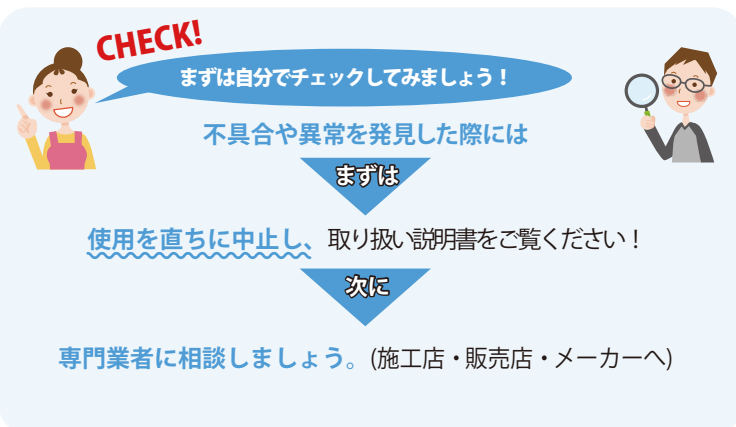 CHECK!
まずは自分でチェックしてみましょう！
不具合や異常を発見した際には
まずは
使用を直ちに中止し、取り扱い説明書をご覧ください！
次に
専門業者に相談しましょう。(施工店・販売店・メーカーへ)